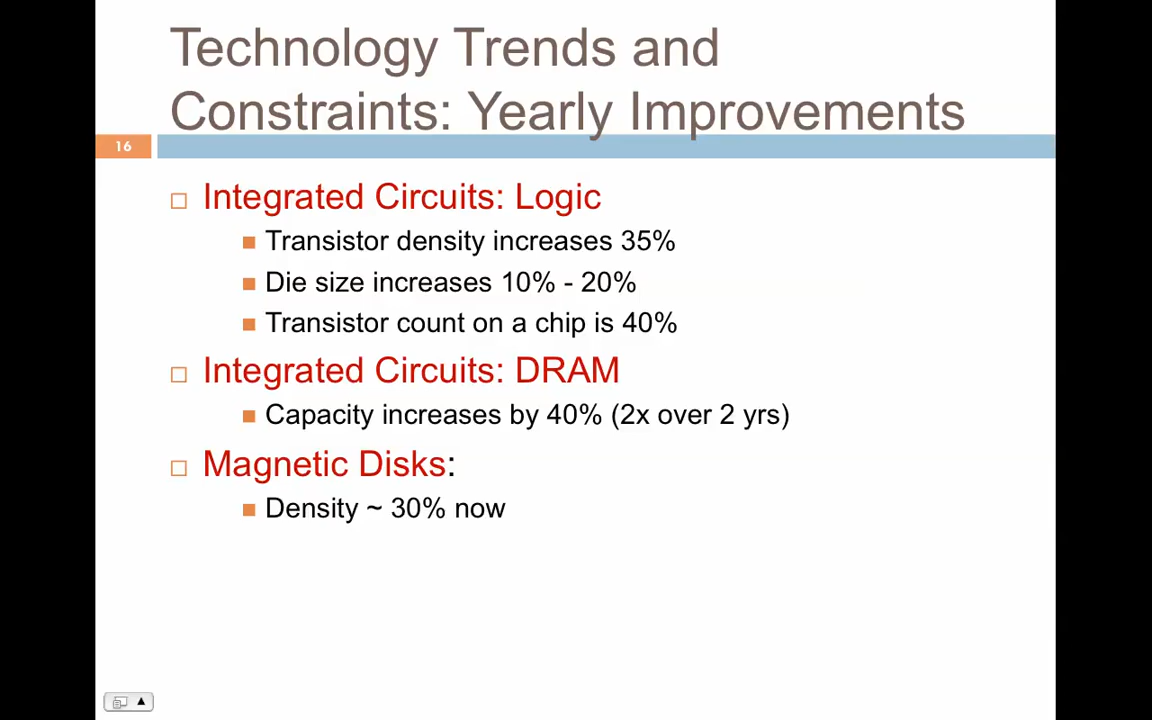 Technology Trends and
Constraints: Yearly Improvements
16
Integrated Circuits: Logic
Transistor density increases 35%
Die size increases 10% - 20%
Transistor count on a chip is 40%
Integrated Circuits: DRAM
Capacity increases by 40% (2x over 2 yrs)
Magnetic Disks:
Density ~ 30% now